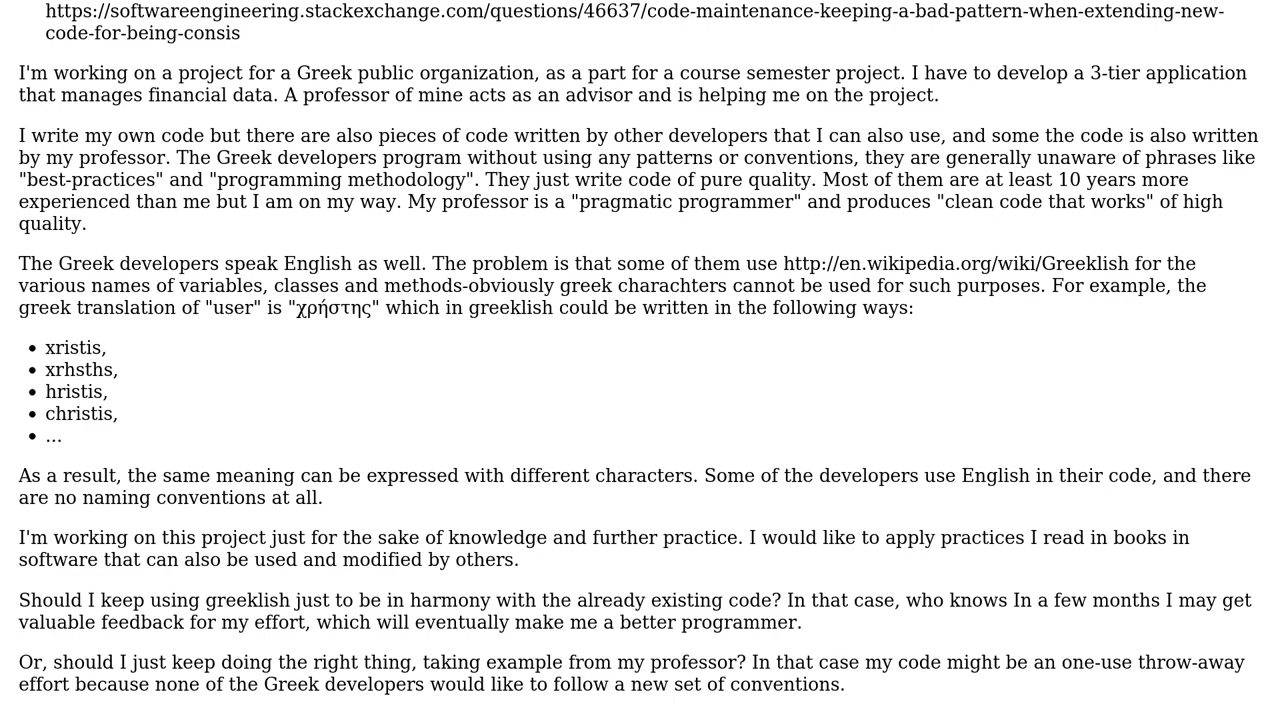 https://softwareengineering.stackexchange.com/questions/46637/code-maintenance-keeping-a-bad-pattern-when-extending-new-
code-for-being-consis
I'm working on a project for a Greek public organization, as a part for a course semester project. I have to develop a 3-tier application
that manages financial data. A professor of mine acts as an advisor and is helping me on the project.
I write my own code but there are also pieces of code written by other developers that I can also use, and some the code is also written
by my professor. The Greek developers program without using any patterns or conventions, they are generally unaware of phrases like
"best-practices" and "programming methodology". They just write code of pure quality. Most of them are at least 10 years more
experienced than me but I am on my way. My professor is a "pragmatic programmer" and produces "clean code that works" of high
quality.
The Greek developers speak English as well. The problem is that some of them use http://en.wikipedia.org/wiki/Greeklish for the
various names of variables, classes and methods-obviously greek charachters cannot be used for such purposes. For example, the
greek translation of "user" is "χρήστης" which in greeklish could be written in the following ways:
• xristis,
• xrhsths,
• hristis,
• christis,
• ...
As a result, the same meaning can be expressed with different characters. Some of the developers use English in their code, and there
are no naming conventions at all.
I'm working on this project just for the sake of knowledge and further practice. I would like to apply practices I read in books in
software that can also be used and modified by others.
Should I keep using greeklish just to be in harmony with the already existing code? In that case, who knows In a few months I may get
valuable feedback for my effort, which will eventually make me a better programmer.
Or, should I just keep doing the right thing, taking example from my professor? In that case my code might be an one-use throw-away
effort because none of the Greek developers would like to follow a new set of conventions.